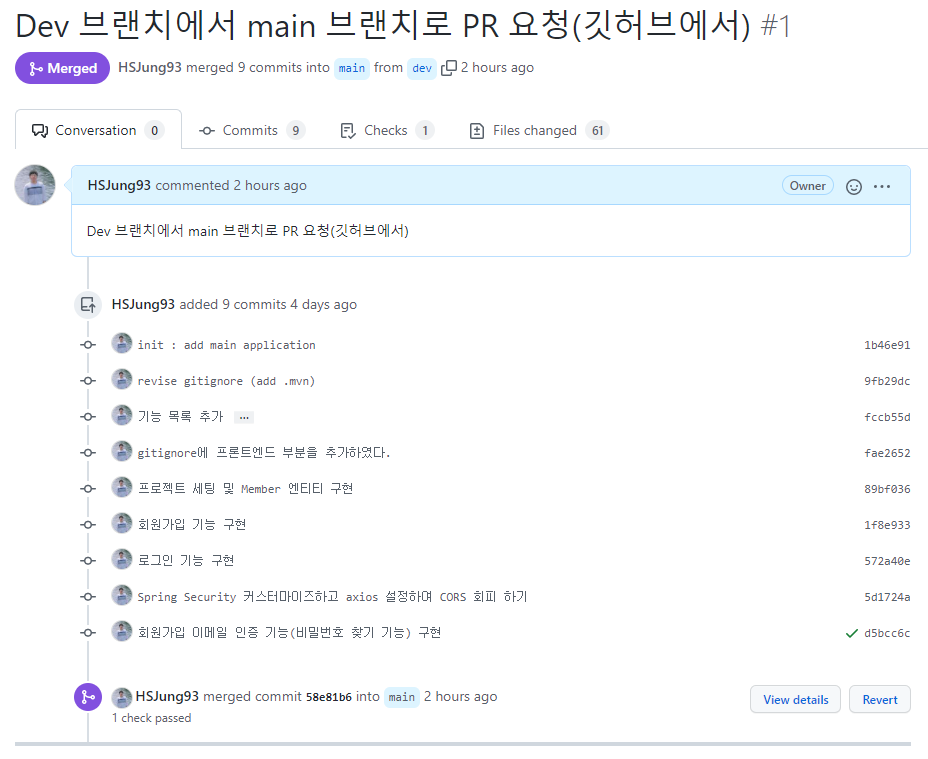 Dev 브랜치에서 main 브랜치로 PR 요청(깃허브에서) #1
Merged HSJung93 merged 9 commits into main from dev 2 hours ago
Conversation 0 Commits 9 Checks 1 Files changed 61
HSJung93 commented 2 hours ago Owner ...
Dev 브랜치에서 main 브랜치로 PR 요청(깃허브에서)
HSJung93 added 9 commits 4 days ago
init : add main application 1b46e91
revise gitignore (add .mvn) 9fb29dc
기능 목록 추가 ... fccb55d
gitignore에 프론트엔드 부분을 추가하였다. fae2652
프로젝트 세팅 및 Member 엔티티 구현 89bf036
회원가입 기능 구현 1f8e933
로그인 기능 구현 572a40e
Spring Security 커스터마이즈하고 axios 설정하며 CORS 회피 하기 5d1724a
회원가입 이메일 인증 기능(비밀번호 찾기 기능) 구현 d5bcc6c
HSJung93 merged commit 58e81b6 into main 2 hours ago View details Revert
1 check passed